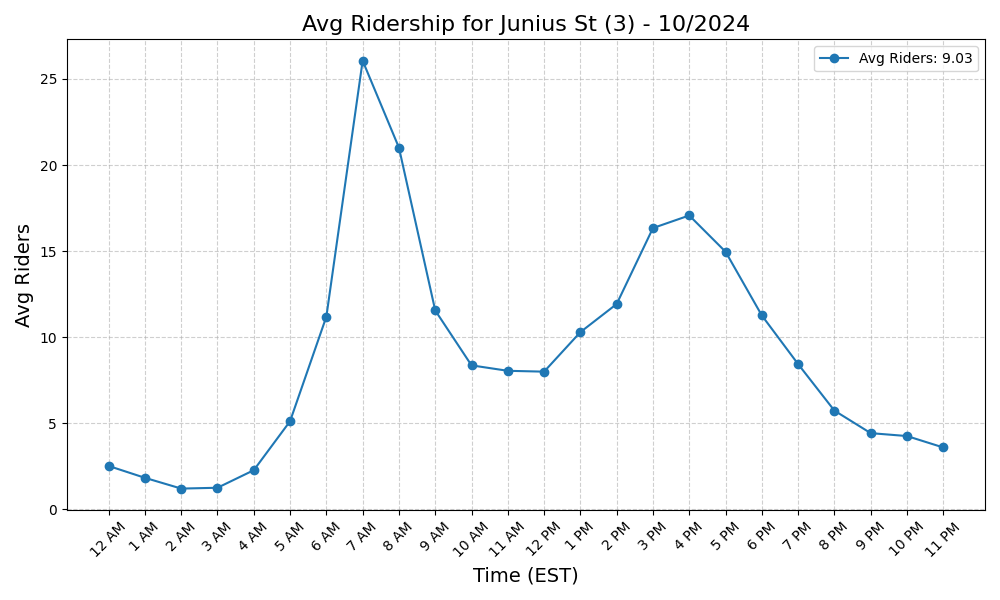 Avg Ridership for Junius St (3) - 10/2024
Avg Riders: 9.03
Avg Riders
25
20
15
10
5
0
12 AM
1 AM
2 AM
3 AM
4 AM
5 AM
6 AM
7 AM
8 AM
9 AM
10 AM
11 AM
12 PM
1 PM
2 PM
3 PM
4 PM
5 PM
6 PM
7 PM
8 PM
9 PM
10 PM
11 PM
Time (EST)